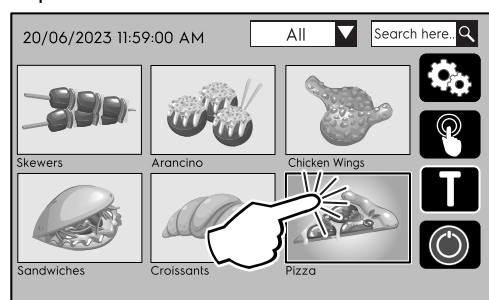 20/06/2023 11:59:00 AM All Search here..
Skewers Arancino Chicken Wings
T
Sandwiches Croissants Pizza